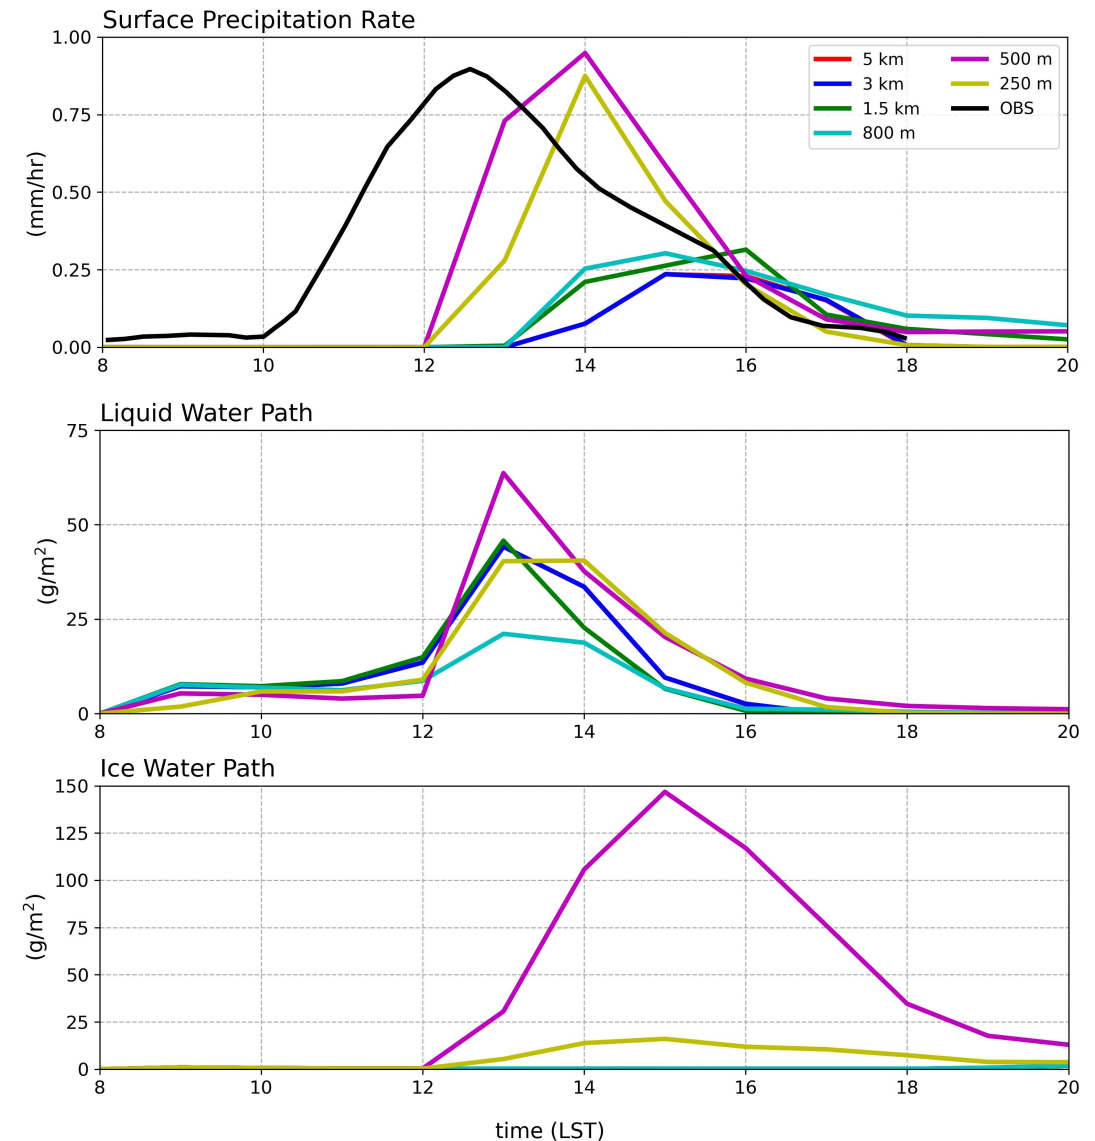 Surface Precipitation Rate
(mm/hr)
1.00
0.75
0.50
0.25
0.00
8 10 12 14 16 18 20
5 km
3 km
1.5 km
800 m
500 m
250 m
OBS
Liquid Water Path
(g/m²)
75
50
25
0
8 10 12 14 16 18 20
Ice Water Path
(g/m²)
150
125
100
75
50
25
0
8 10 12 14 16 18 20
time (LST)